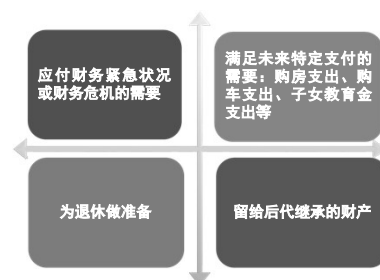 应付财务紧急状况
或财务危机的需要
满足未来特定支付的
需要：购房支出、购
车支出、子女教育金
支出等
为退休做准备
留给后代继承的财产